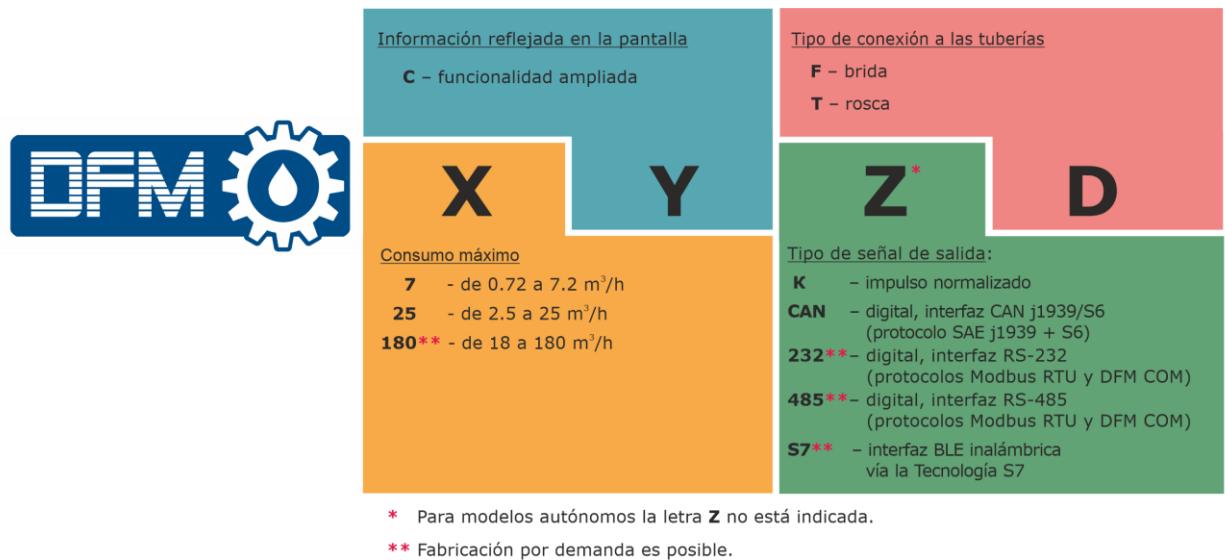 DFM
Información reflejada en la pantalla
C – funcionalidad ampliada
Tipo de conexión a las tuberías
F – brida
T – rosca
X Y Z* D
Consumo máximo
7 - de 0.72 a 7.2 m³/h
25 - de 2.5 a 25 m³/h
180** - de 18 a 180 m³/h
Tipo de señal de salida:
K – impulso normalizado
CAN – digital, interfaz CAN j1939/S6
(protocolo SAE j1939 + S6)
232** – digital, interfaz RS-232
(protocolos Modbus RTU y DFM COM)
485** – digital, interfaz RS-485
(protocolos Modbus RTU y DFM COM)
S7** – interfaz BLE inalámbrica
vía la Tecnología S7
* Para modelos autónomos la letra Z no está indicada.
** Fabricación por demanda es posible.